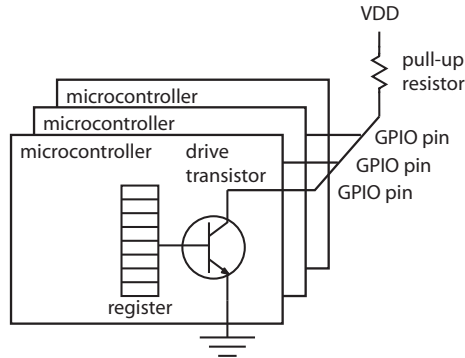 VDD
pull-up
resistor
microcontroller
microcontroller
GPIO pin
microcontroller
drive
GPIO pin
transistor
GPIO pin
register